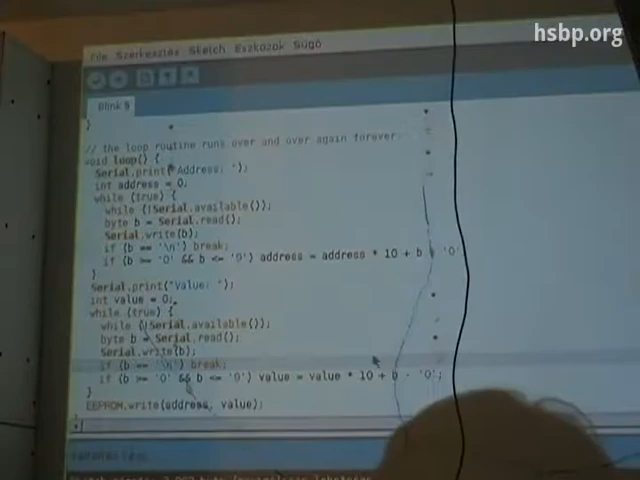 hsbp.org
File Szerkesztés Sketch Eszközök Súgó
Blink §
}
// the loop routine runs over and over again forever
void loop() {
Serial.print("Address: ");
int address = 0;
while (true) {
while (!Serial.available());
byte b = Serial.read();
Serial.write(b);
if (b == '\n') break;
if (b >= '0' && b <= '9') address = address * 10 + b - '0'
}
Serial.print("Value: ");
int value = 0;
while (true) {
while (!Serial.available());
byte b = Serial.read();
Serial.write(b);
if (b == '\n') break;
if (b >= '0' && b <= '9') value = value * 10 + b - '0';
}
EEPROM.write(address, value);
}